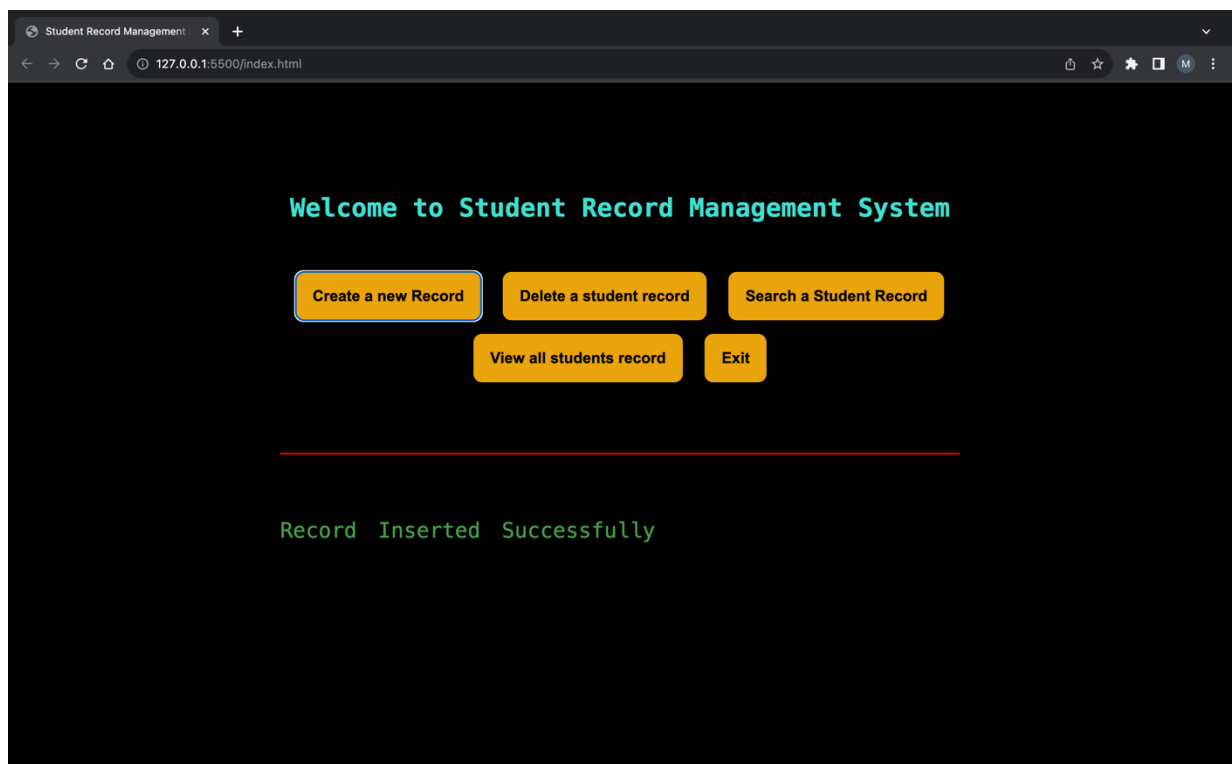 Student Record Management
127.0.0.1:5500/index.html
M
Welcome to Student Record Management System
Create a new Record Delete a student record Search a Student Record
View all students record Exit
Record Inserted Successfully